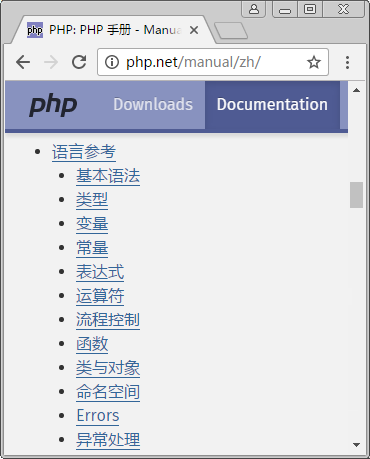 PHP: PHP 手册 - Manua
php.net/manual/zh/
php Downloads Documentation
语言参考
基本语法
类型
变量
常量
表达式
运算符
流程控制
函数
类与对象
命名空间
Errors
异常处理